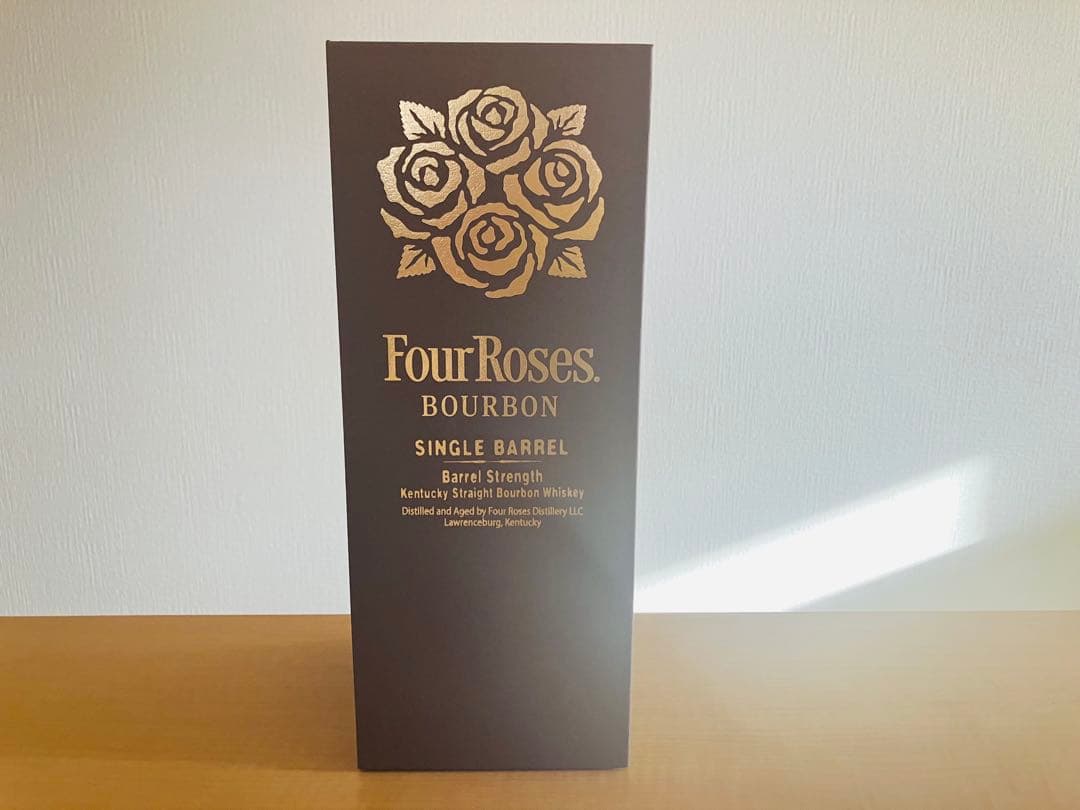 Four Roses.
BOURBON
SINGLE BARREL
Barrel Strength
Kentucky Straight Bourbon Whiskey
Distilled and Aged by Four Roses Distillery LLC
Lawrenceburg, Kentucky